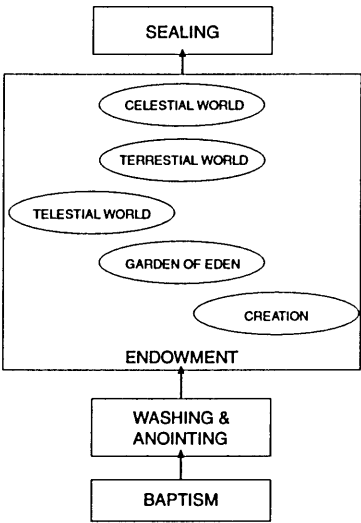 SEALING
CELESTIAL WORLD
TERRESTIAL WORLD
TELESTIAL WORLD
GARDEN OF EDEN
CREATION
ENDOWMENT
WASHING &
ANOINTING
BAPTISM